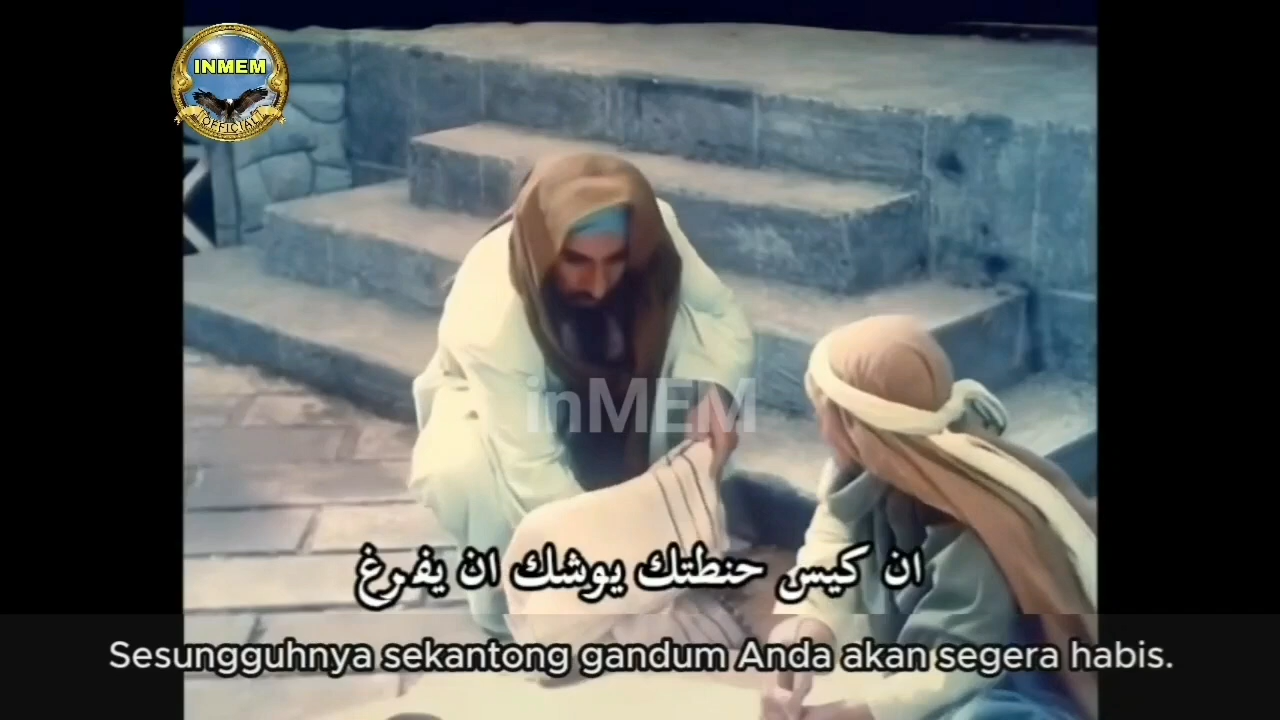 INMEM
OFFICIAL
inMEM
ان كيس حنطتك يوشك ان يفرغ
Sesungguhnya sekantong gandum Anda akan segera habis.